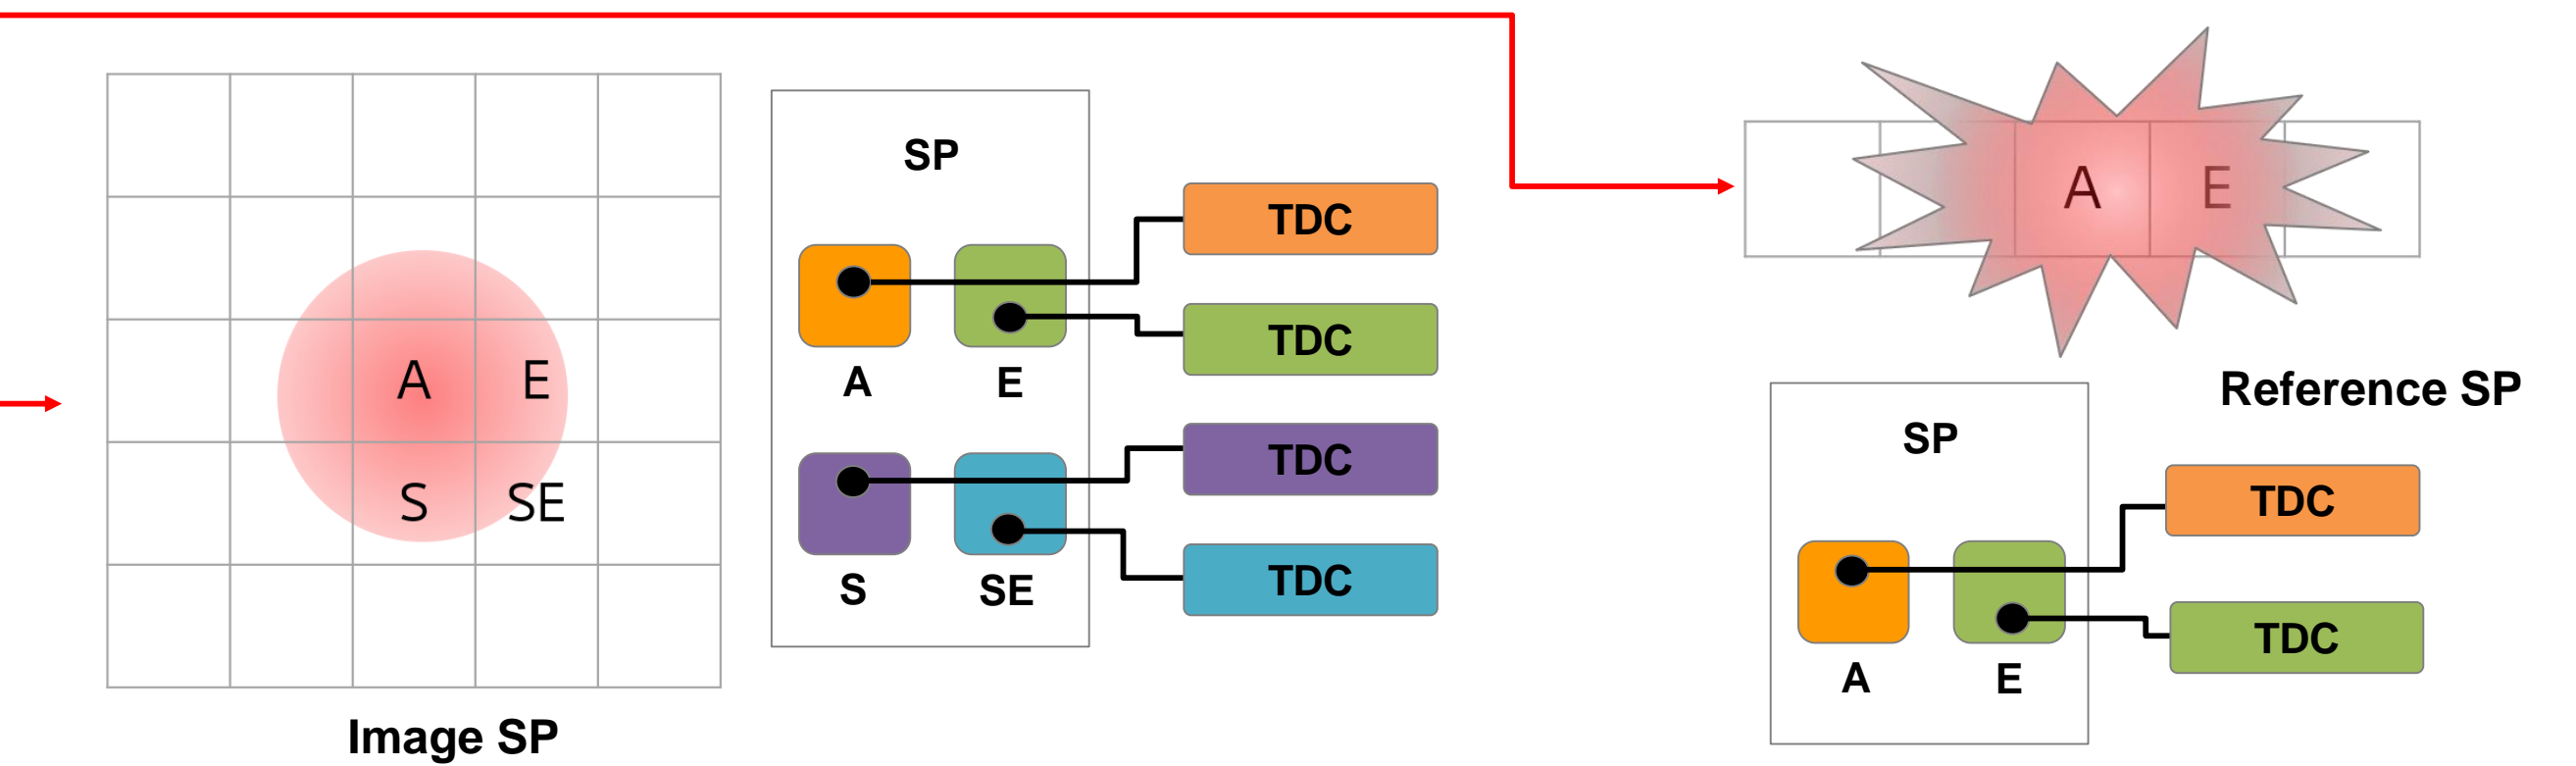 A E
S SE
Image SP
SP
A E
S SE
TDC
TDC
TDC
TDC
A E
Reference SP
SP
A E
TDC
TDC